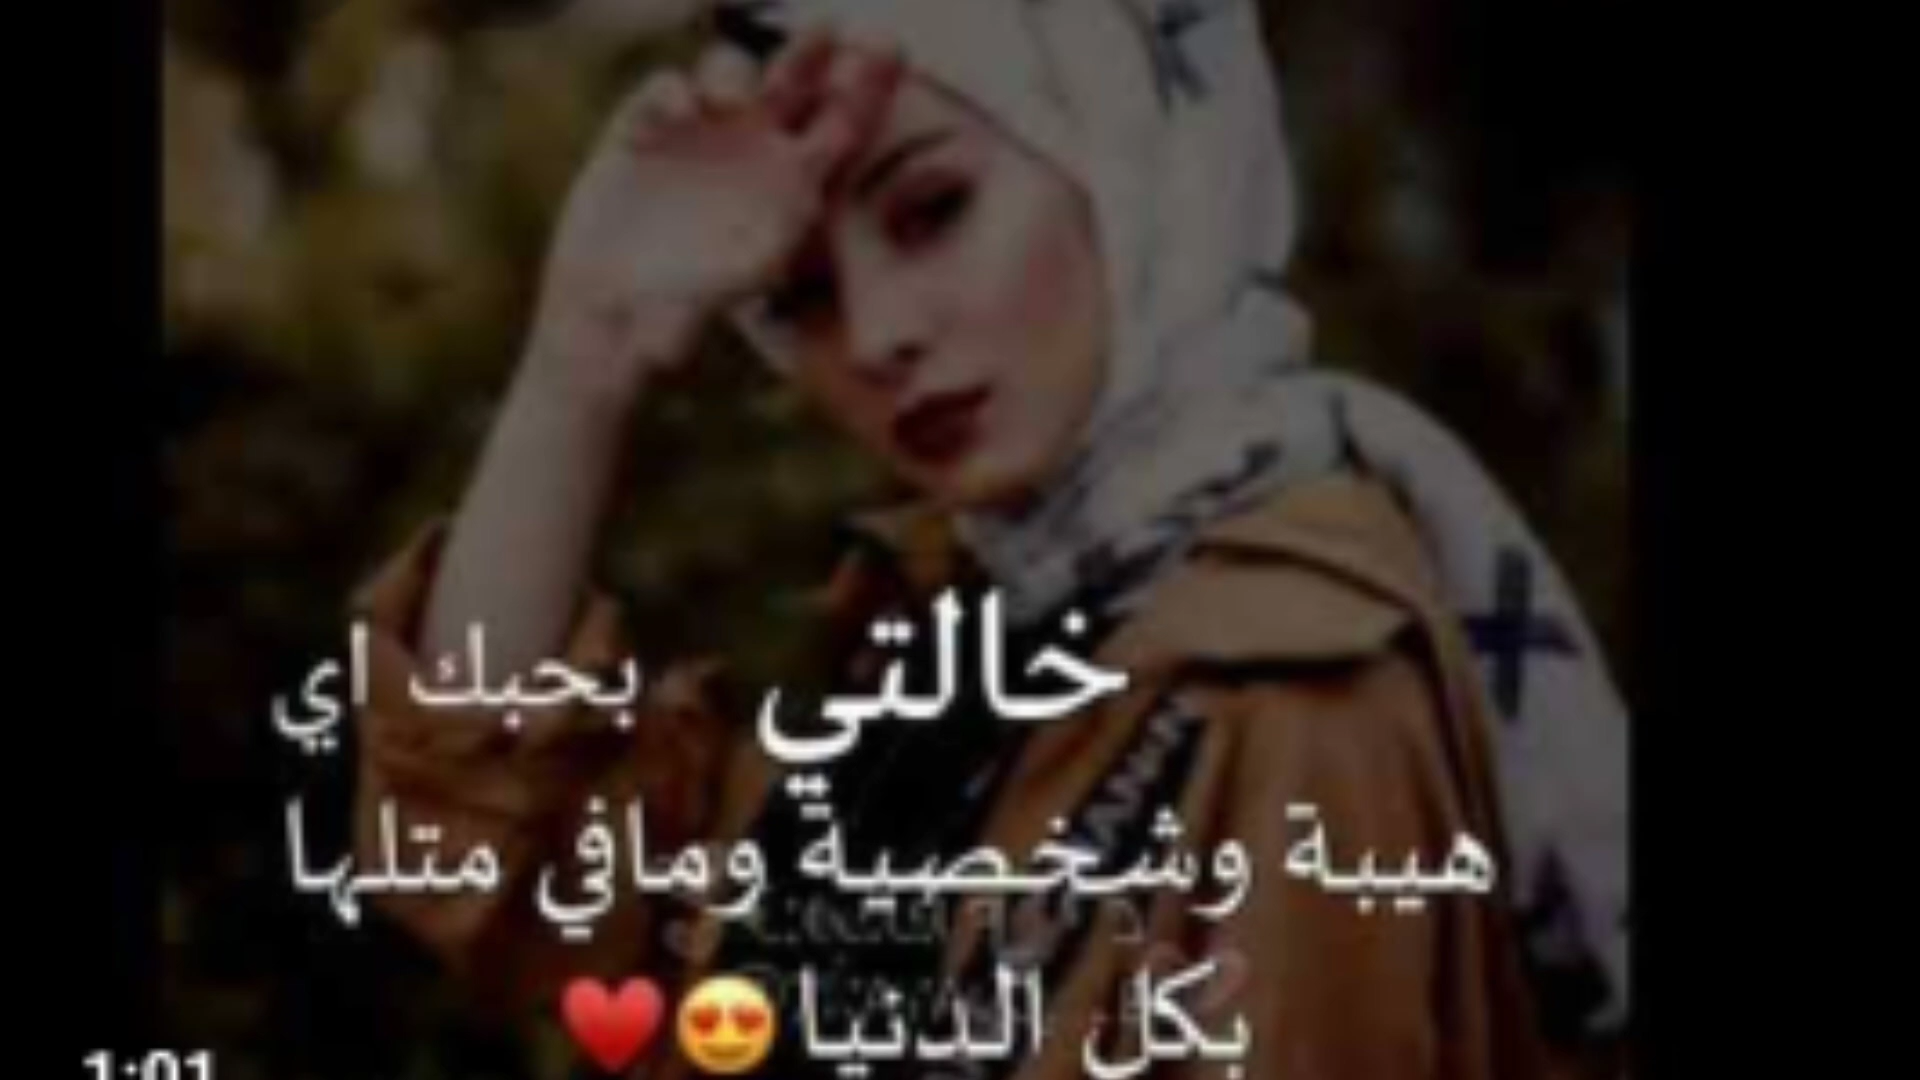 خالتي بحبك اي
هيبة وشخصية ومافي متلها
بكل الدنيا😍❤️
1:01